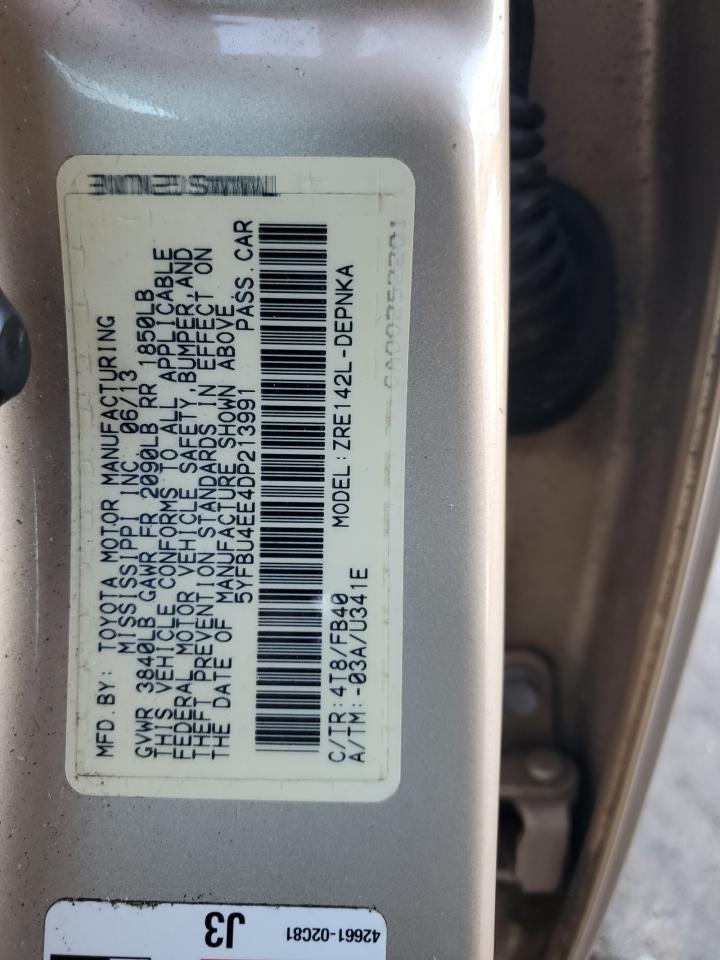 MFD.BY: TOYOTA MOTOR MANUFACTURING
MISSISSIPPI INC. 06/13
GVWR 3840LB GAWR FR 2090LB RR 1850LB
THIS VEHICLE CONFORMS TO ALL APPLICABLE
FEDERAL MOTOR VEHICLE SAFETY,BUMPER,AND
THEFT PREVENTION STANDARDS IN EFFECT ON
THE DATE OF MANUFACTURE SHOWN ABOVE.
5YFBU4EE4DP213991 PASS.CAR
C/TR:4T8/FB40 MODEL:ZRE142L-DEPNKA
A/TM:-03A/U341E
J3
42661-02C81